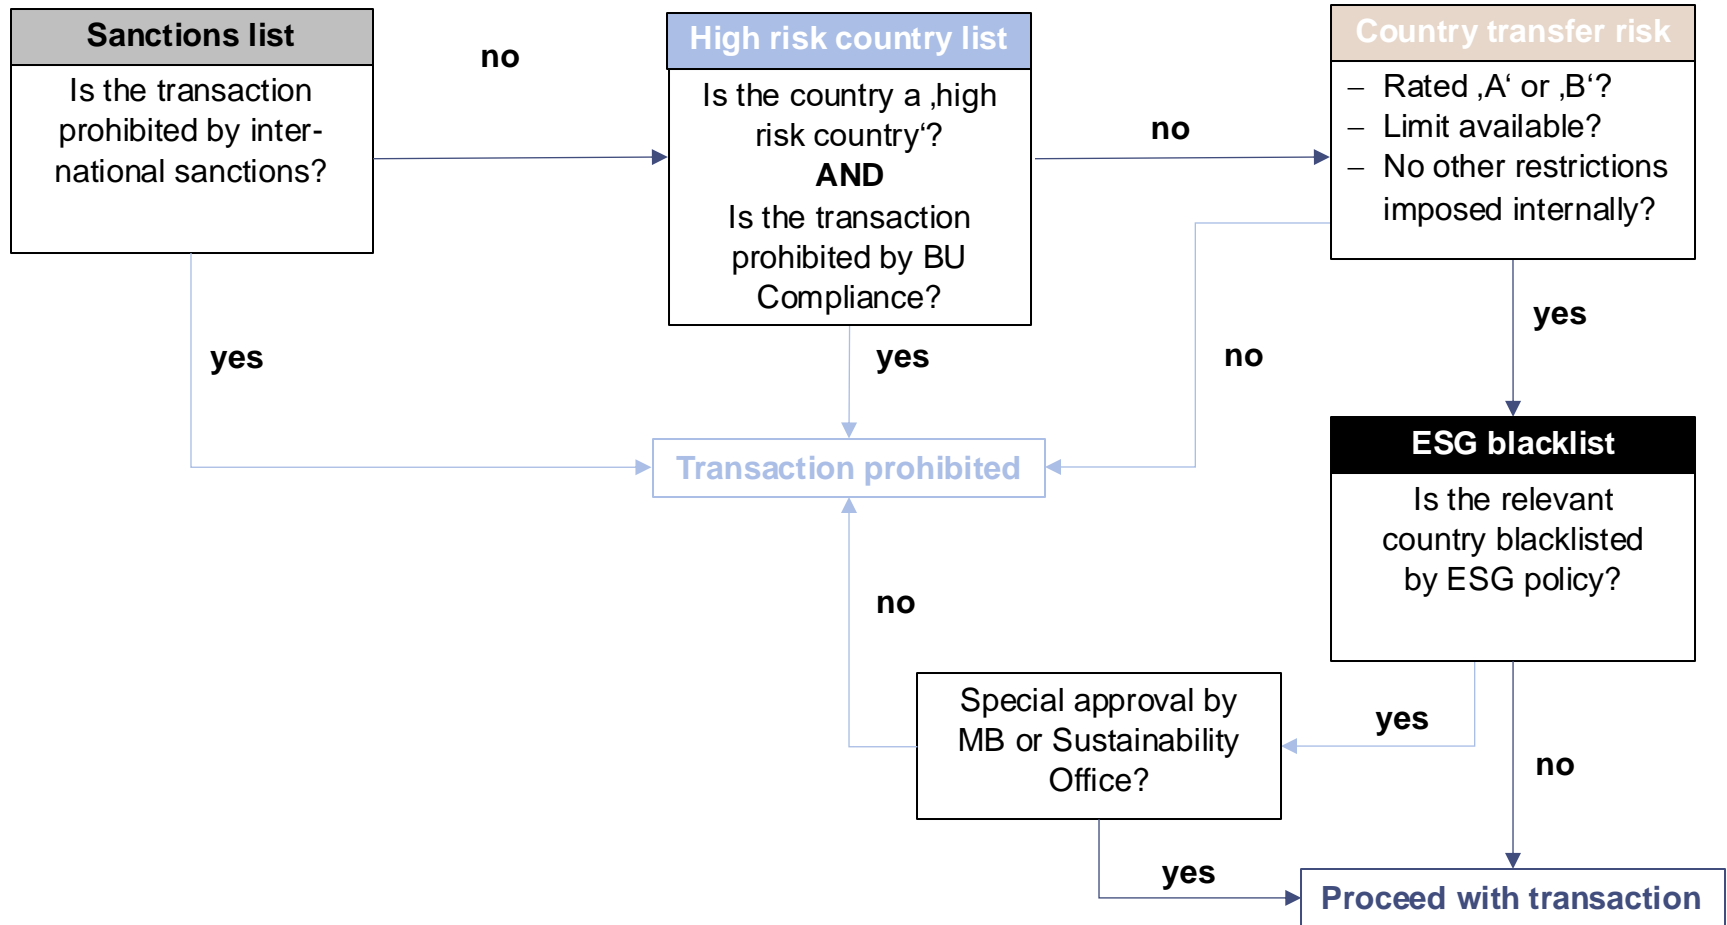 Sanctions list
Is the transaction
prohibited by inter-
national sanctions?
no
High risk country list
Is the country a ‚high
risk country‘?
AND
Is the transaction
prohibited by BU
Compliance?
no
Country transfer risk
– Rated ‚A‘ or ‚B‘?
– Limit available?
– No other restrictions
imposed internally?
yes
yes
no
yes
Transaction prohibited
ESG blacklist
Is the relevant
country blacklisted
by ESG policy?
no
Special approval by
MB or Sustainability
Office?
yes
no
yes
Proceed with transaction